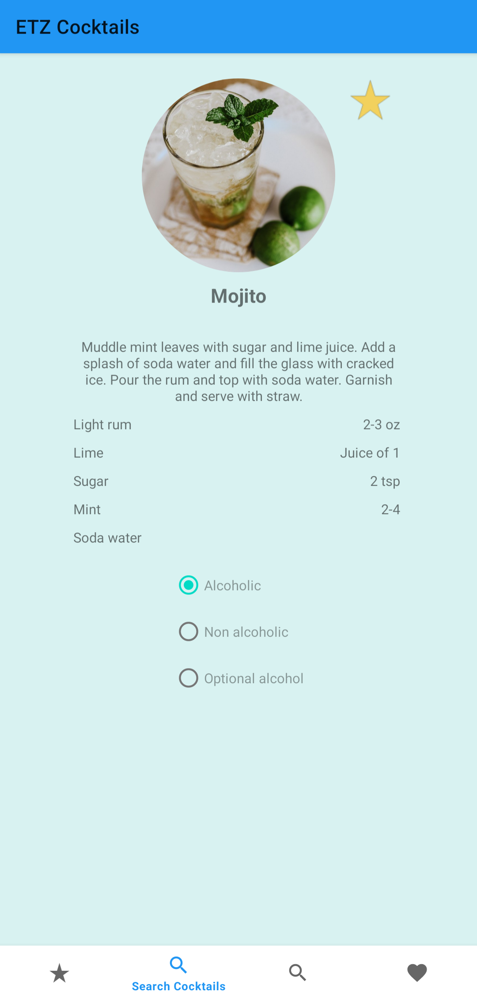 ETZ Cocktails
Mojito
Muddle mint leaves with sugar and lime juice. Add a
splash of soda water and fill the glass with cracked
ice. Pour the rum and top with soda water. Garnish
and serve with straw.
Light rum 2-3 oz
Lime Juice of 1
Sugar 2 tsp
Mint 2-4
Soda water
Alcoholic
Non alcoholic
Optional alcohol
Search Cocktails